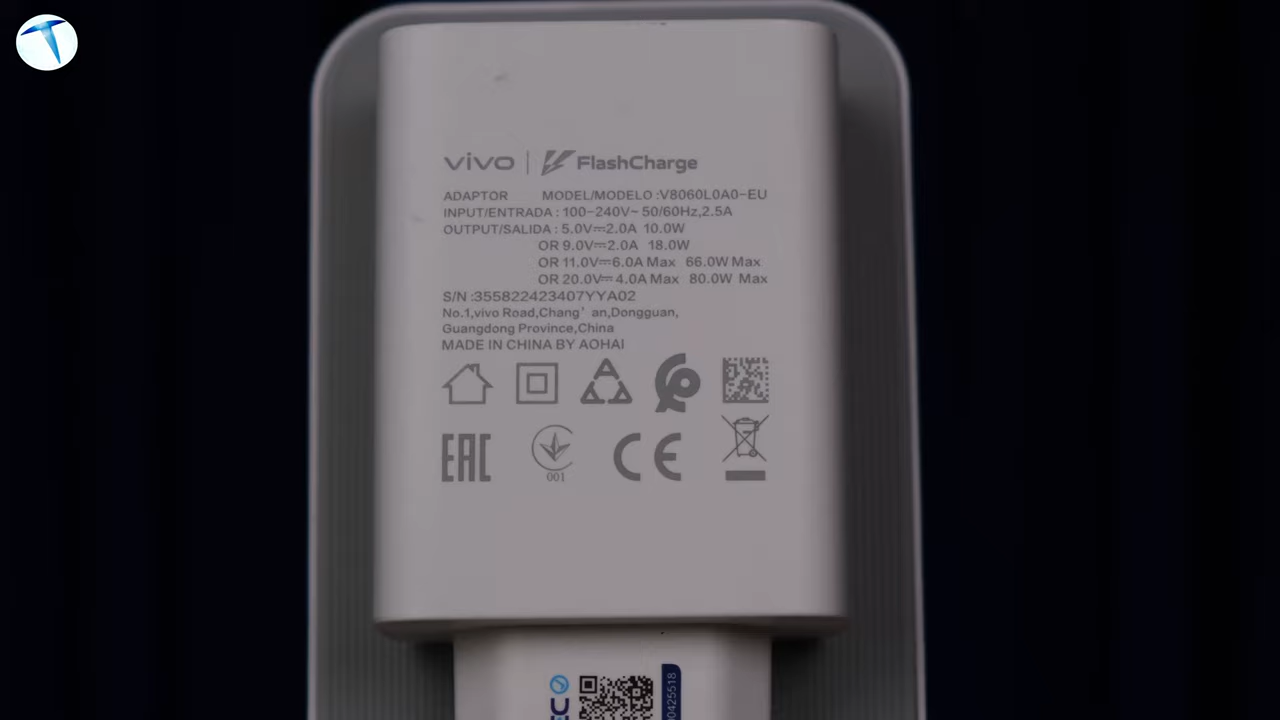 vivo | FlashCharge
ADAPTOR MODEL/MODELO :V8060L0A0-EU
INPUT/ENTRADA : 100-240V~ 50/60Hz,2.5A
OUTPUT/SALIDA : 5.0V⎓2.0A 10.0W
OR 9.0V⎓2.0A 18.0W
OR 11.0V⎓6.0A Max 66.0W Max
OR 20.0V⎓4.0A Max 80.0W Max
S/N :355822423407YYA02
No.1,vivo Road,Chang' an,Dongguan,
Guangdong Province,China
MADE IN CHINA BY AOHAI
EAC
001
CE